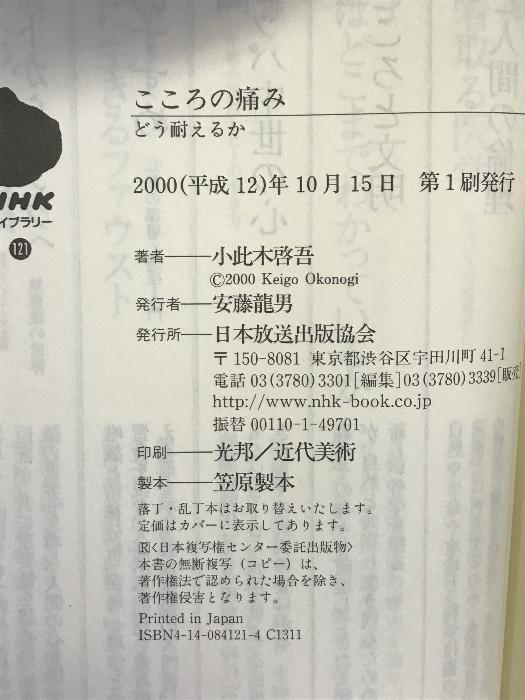 こころの痛み
どう耐えるか
2000(平成12)年10月15日 第1刷発行
NHK
イブラリー
121
著者――小此木啓吾
©2000 Keigo Okonogi
発行者――安藤龍男
発行所――日本放送出版協会
〒150-8081 東京都渋谷区宇田川町41-1
電話 03(3780)3301[編集]03(3780)3339[販売]
http://www.nhk-book.co.jp
振替 00110-1-49701
印刷――光邦／近代美術
製本――笠原製本
落丁・乱丁本はお取り替えいたします。
定価はカバーに表示してあります。
Ⓡ〈日本複写権センター委託出版物〉
本書の無断複写（コピー）は、
著作権法で認められた場合を除き、
著作権侵害となります。
Printed in Japan
ISBN4-14-084121-4 C1311